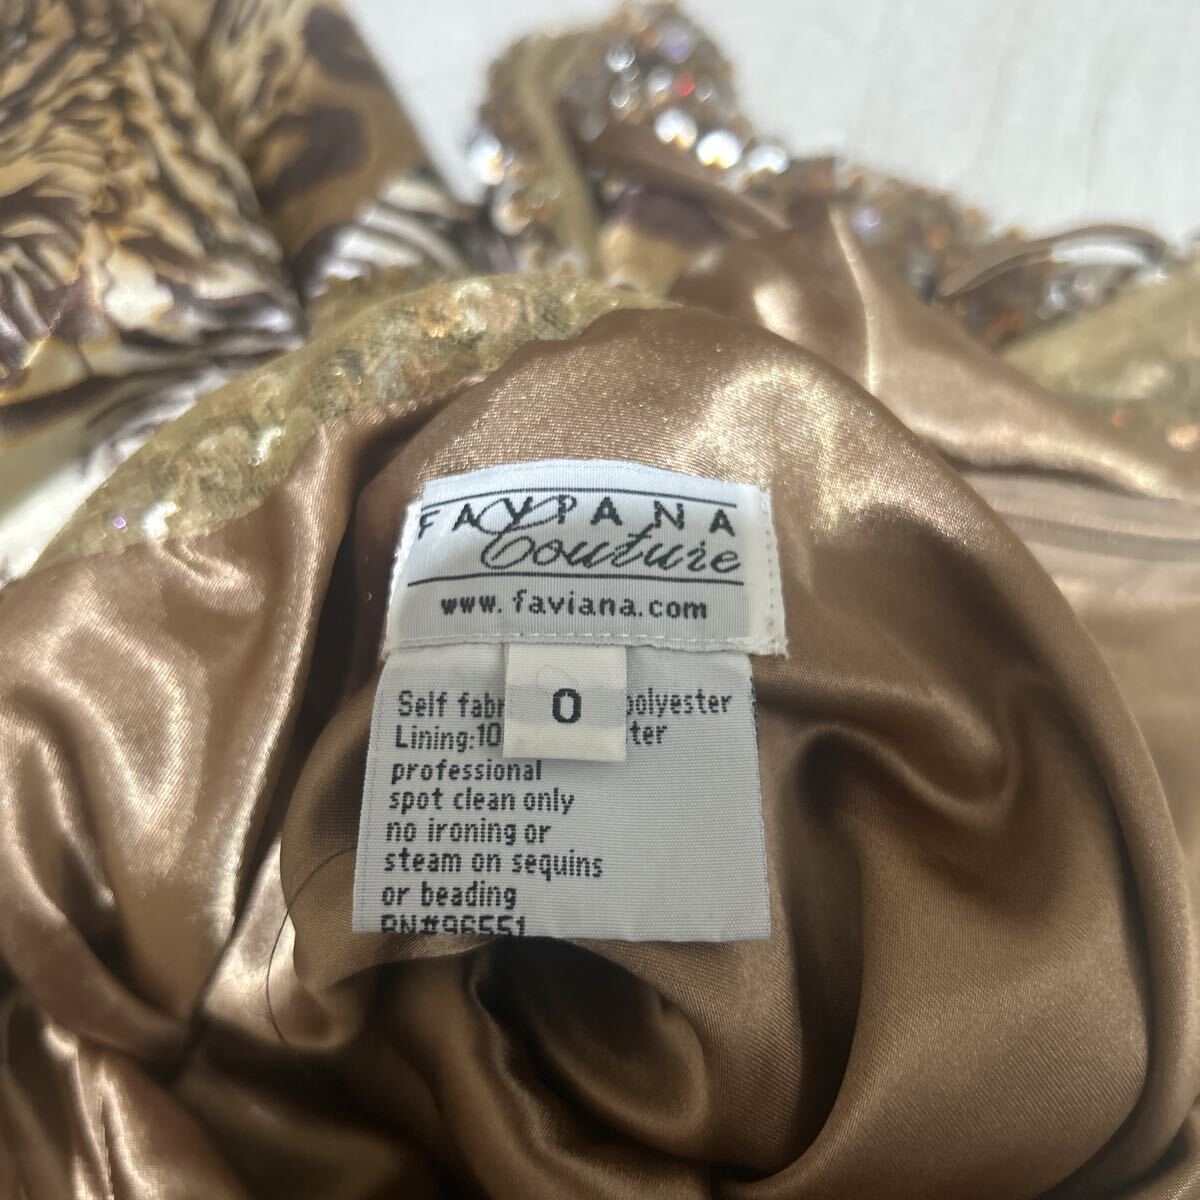 FAVIANA
Couture
www.faviana.com
0
Self fabr polyester
Lining:10 ter
professional
spot clean only
no ironing or
steam on sequins
or beading
RN#96551